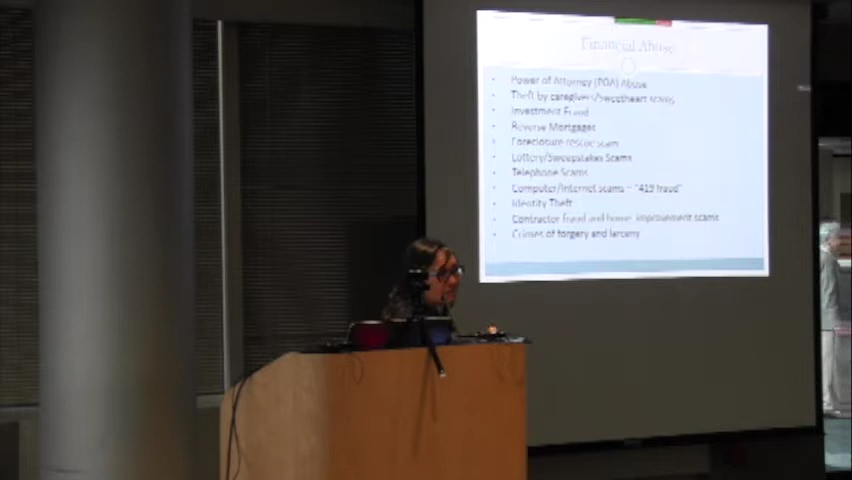 Financial Abuse
• Power of Attorney (POA) Abuse
• Theft by caregivers/Sweetheart scams
• Investment Fraud
• Reverse Mortgages
• Foreclosure rescue scam
• Lottery/Sweepstakes Scams
• Telephone Scams
• Computer/Internet scams – "419 fraud"
• Identity Theft
• Contractor fraud and home improvement scams
• Crimes of forgery and larceny